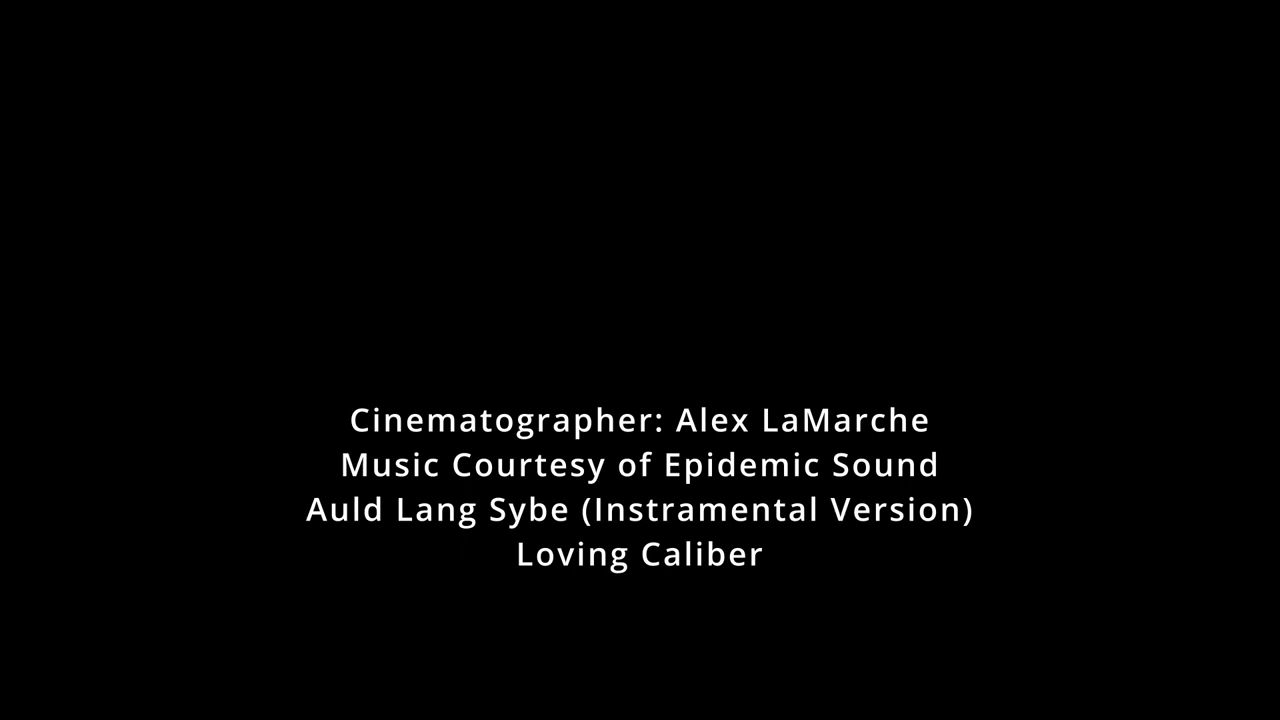 Cinematographer: Alex LaMarche
Music Courtesy of Epidemic Sound
Auld Lang Sybe (Instramental Version)
Loving Caliber